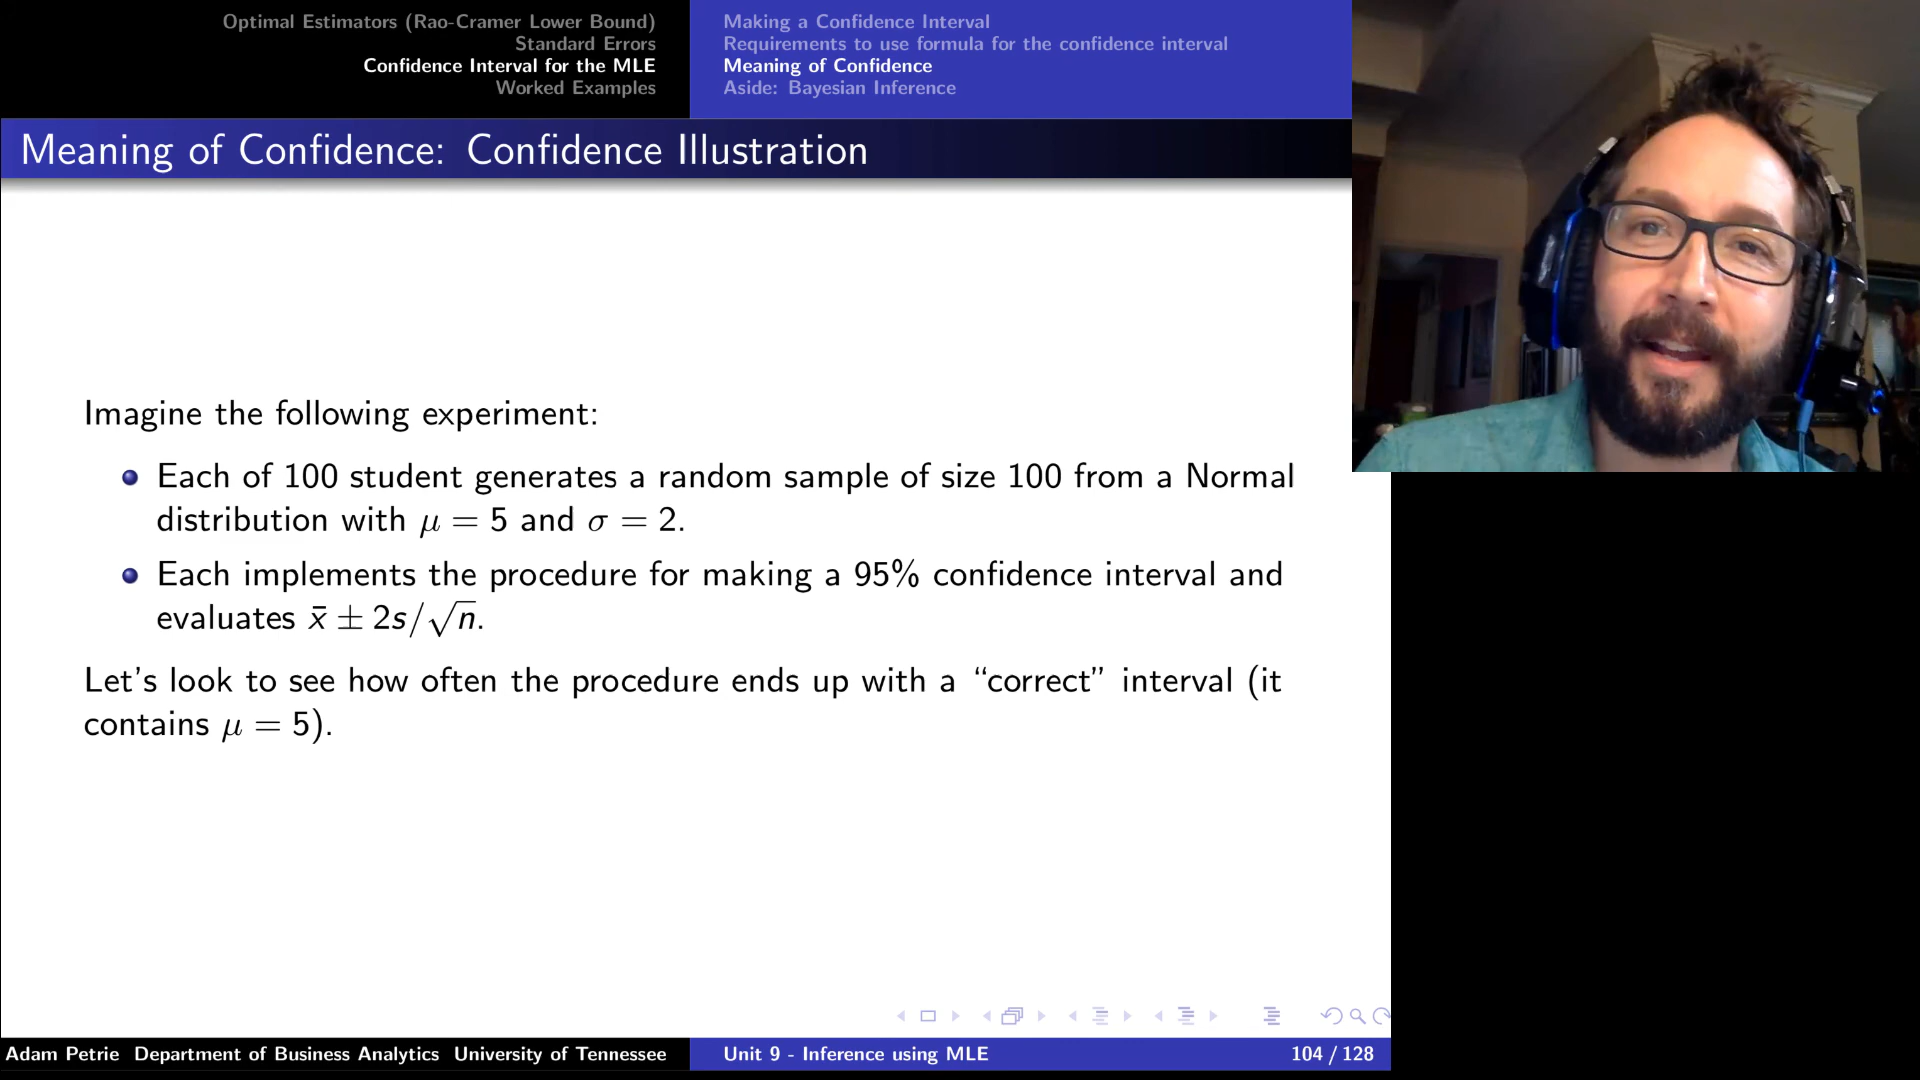 Optimal Estimators (Rao-Cramer Lower Bound)
Standard Errors
Confidence Interval for the MLE
Worked Examples
Making a Confidence Interval
Requirements to use formula for the confidence interval
Meaning of Confidence
Aside: Bayesian Inference
Meaning of Confidence: Confidence Illustration
Imagine the following experiment:
Each of 100 student generates a random sample of size 100 from a Normal
distribution with μ = 5 and σ = 2.
Each implements the procedure for making a 95% confidence interval and
evaluates x̄ ± 2s/√n.
Let's look to see how often the procedure ends up with a “correct” interval (it
contains μ = 5).
Adam Petrie Department of Business Analytics University of Tennessee
Unit 9 - Inference using MLE
104 / 128